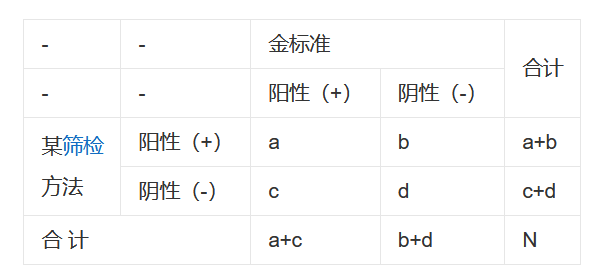 - - 金标准 合计
- - 阳性（+） 阴性（-）
某筛检方法 阳性（+） a b a+b
阴性（-） c d c+d
合 计 a+c b+d N